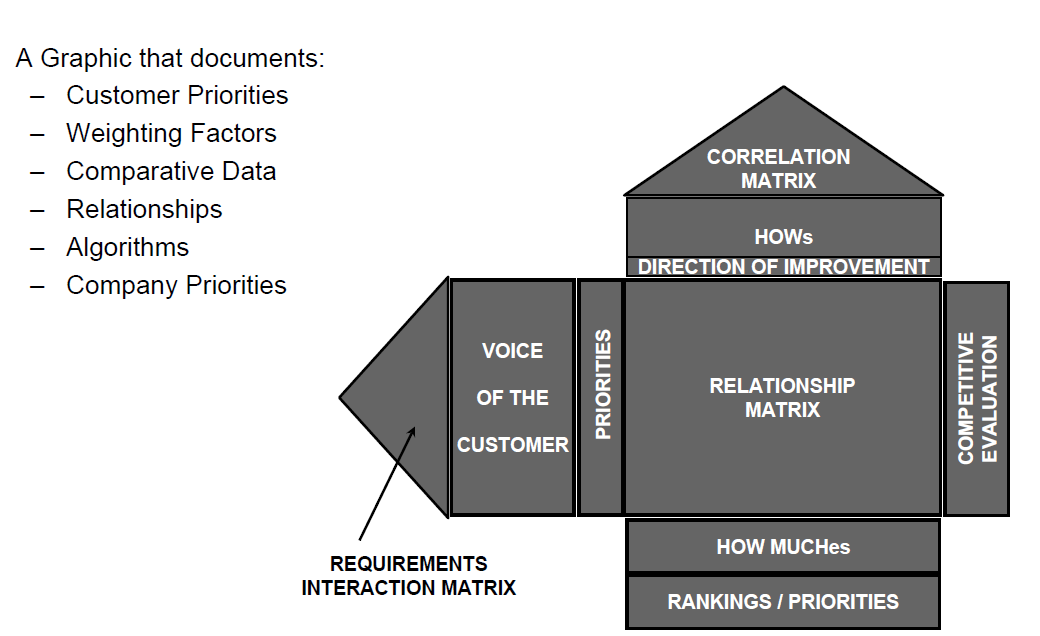 A Graphic that documents:
– Customer Priorities
– Weighting Factors
– Comparative Data
– Relationships
– Algorithms
– Company Priorities
CORRELATION
MATRIX
HOWs
DIRECTION OF IMPROVEMENT
VOICE
OF THE
CUSTOMER
PRIORITIES
RELATIONSHIP
MATRIX
COMPETITIVE
EVALUATION
REQUIREMENTS
INTERACTION MATRIX
HOW MUCHes
RANKINGS / PRIORITIES